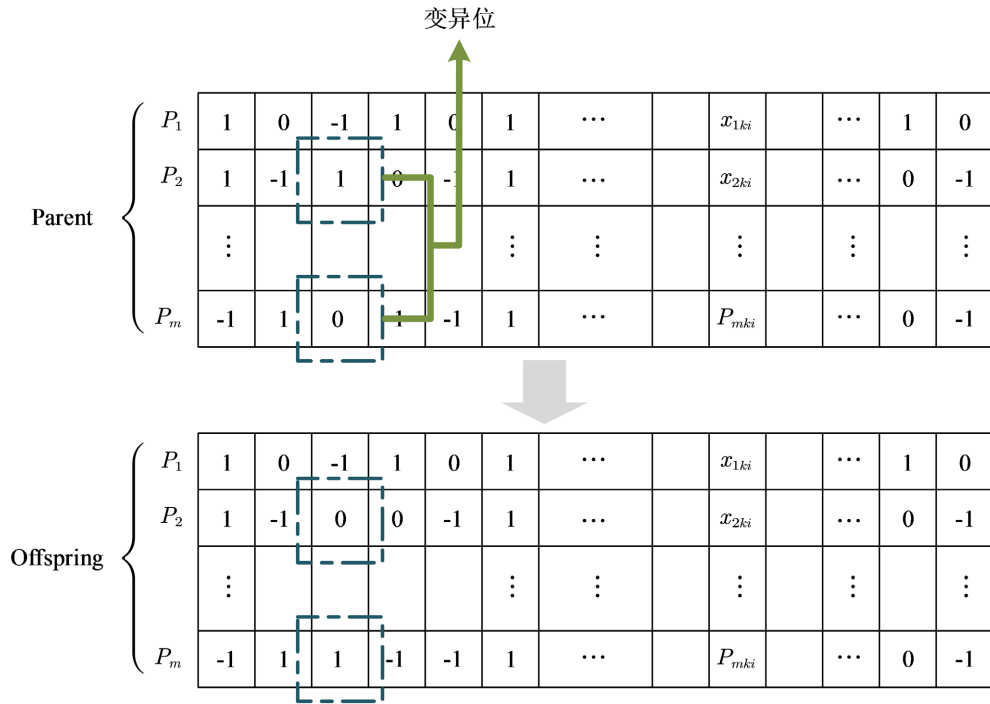 变异位
P₁ 1 0 -1 1 0 1 ⋯ x₁ₖᵢ ⋯ 1 0
P₂ 1 -1 1 0 -1 1 ⋯ x₂ₖᵢ ⋯ 0 -1
Parent
⋮ ⋮ ⋮ ⋮ ⋮ ⋮
Pₘ -1 1 0 -1 -1 1 ⋯ Pₘₖᵢ ⋯ 0 -1
P₁ 1 0 -1 1 0 1 ⋯ x₁ₖᵢ ⋯ 1 0
P₂ 1 -1 0 0 -1 1 ⋯ x₂ₖᵢ ⋯ 0 -1
Offspring
⋮ ⋮ ⋮ ⋮ ⋮ ⋮
Pₘ -1 1 1 -1 -1 1 ⋯ Pₘₖᵢ ⋯ 0 -1